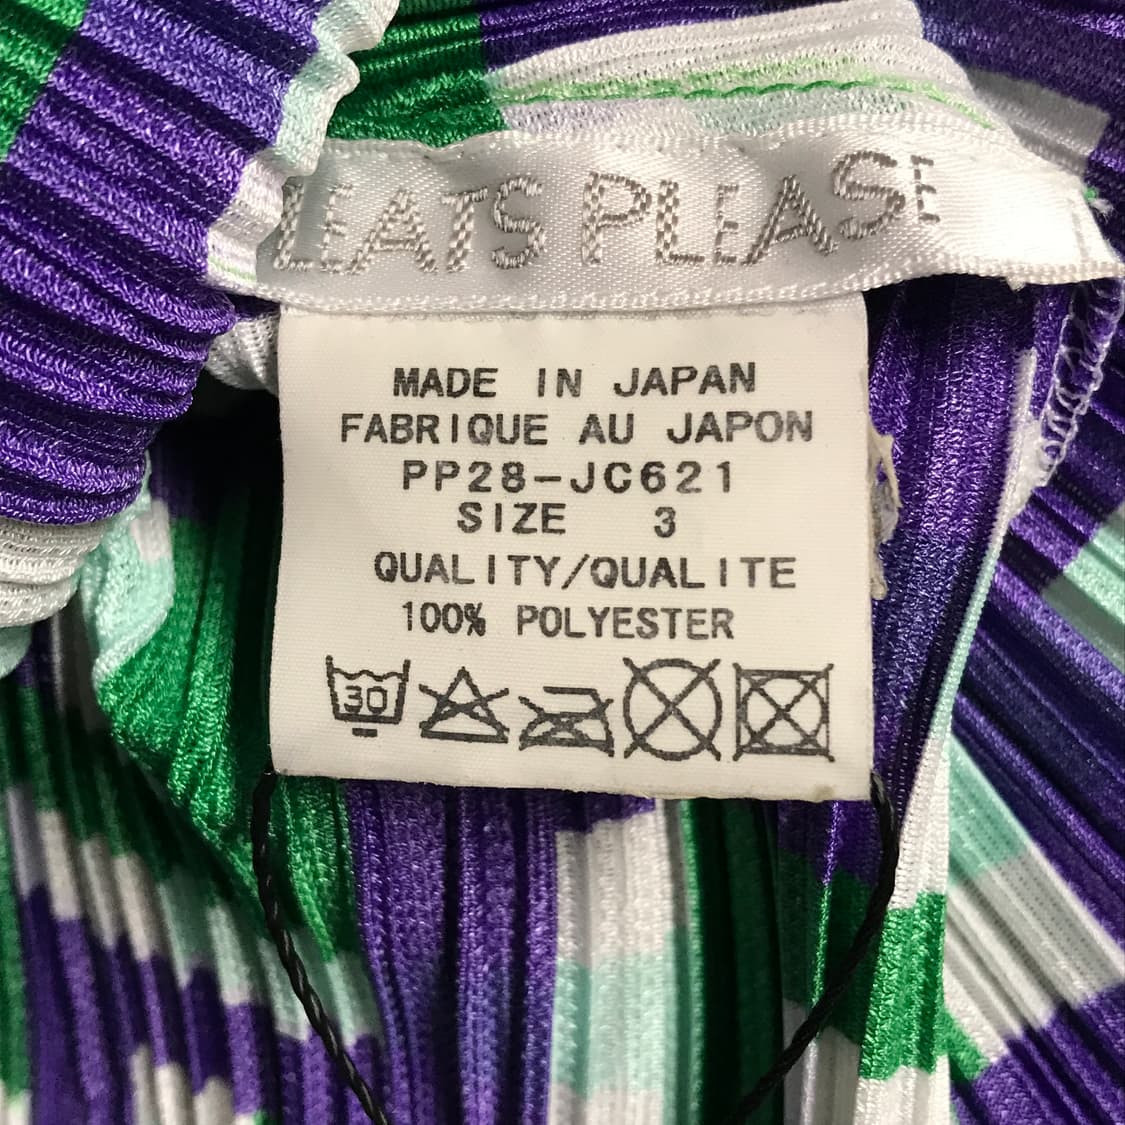 LEATS PLEASE
MADE IN JAPAN
FABRIQUE AU JAPON
PP28-JC621
SIZE 3
QUALITY/QUALITE
100% POLYESTER
30